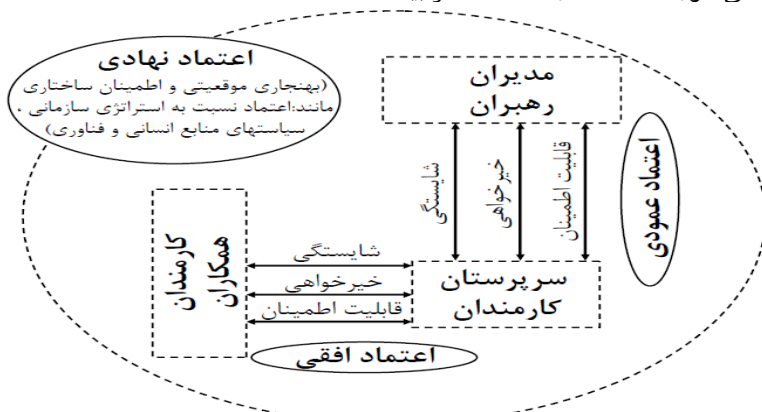 اعتماد نهادی
(بهنجاری موقعیتی و اطمینان ساختاری
مانند:اعتماد نسبت به استراتژی سازمانی ،
سیاستهای منابع انسانی و فناوری)
مدیران
رهبران
اعتماد عمودی
قابلیت اطمینان
خیرخواهی
شایستگی
سرپرستان
کارمندان
شایستگی
خیرخواهی
قابلیت اطمینان
همکاران
کارمندان
اعتماد افقی